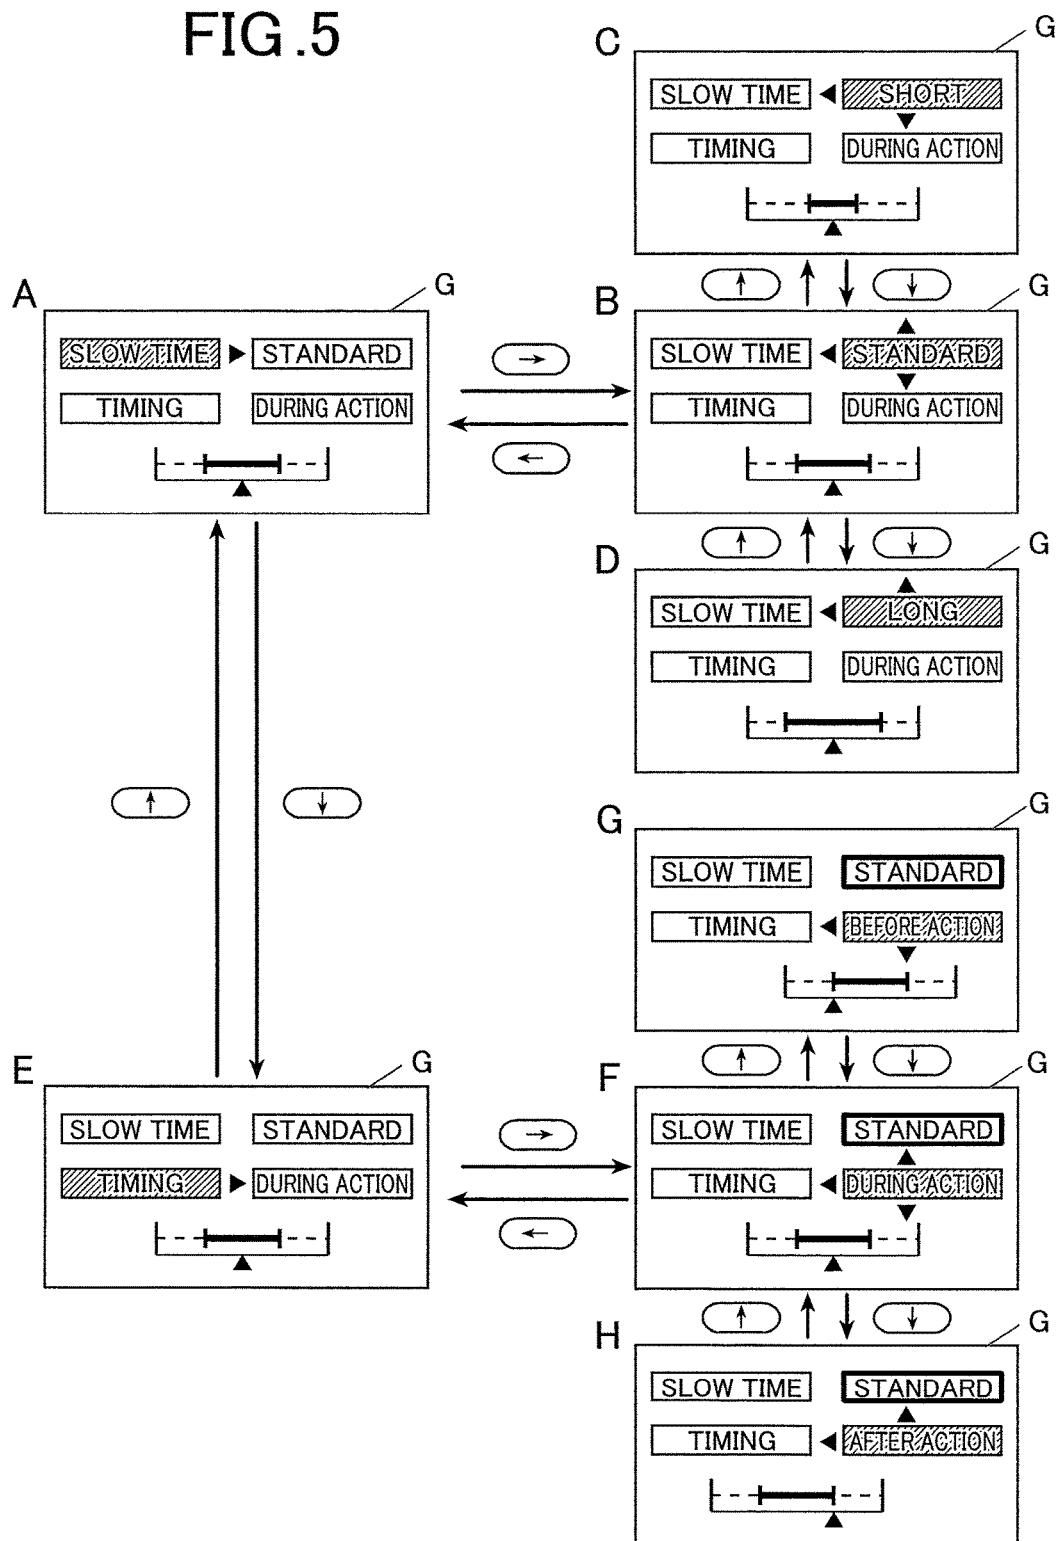 FIG.5
C
G
SLOW TIME SHORT
TIMING DURING ACTION
A
G
SLOW TIME STANDARD
TIMING DURING ACTION
B
G
SLOW TIME STANDARD
TIMING DURING ACTION
D
G
SLOW TIME LONG
TIMING DURING ACTION
G
G
SLOW TIME STANDARD
TIMING BEFORE ACTION
E
G
SLOW TIME STANDARD
TIMING DURING ACTION
F
G
SLOW TIME STANDARD
TIMING DURING ACTION
H
G
SLOW TIME STANDARD
TIMING AFTER ACTION